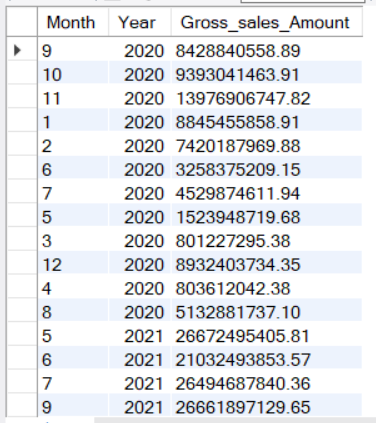 Month Year Gross_sales_Amount
9 2020 8428840558.89
10 2020 9393041463.91
11 2020 13976906747.82
1 2020 8845455858.91
2 2020 7420187969.88
6 2020 3258375209.15
7 2020 4529874611.94
5 2020 1523948719.68
3 2020 801227295.38
12 2020 8932403734.35
4 2020 803612042.38
8 2020 5132881737.10
5 2021 26672495405.81
6 2021 21032493853.57
7 2021 26494687840.36
9 2021 26661897129.65